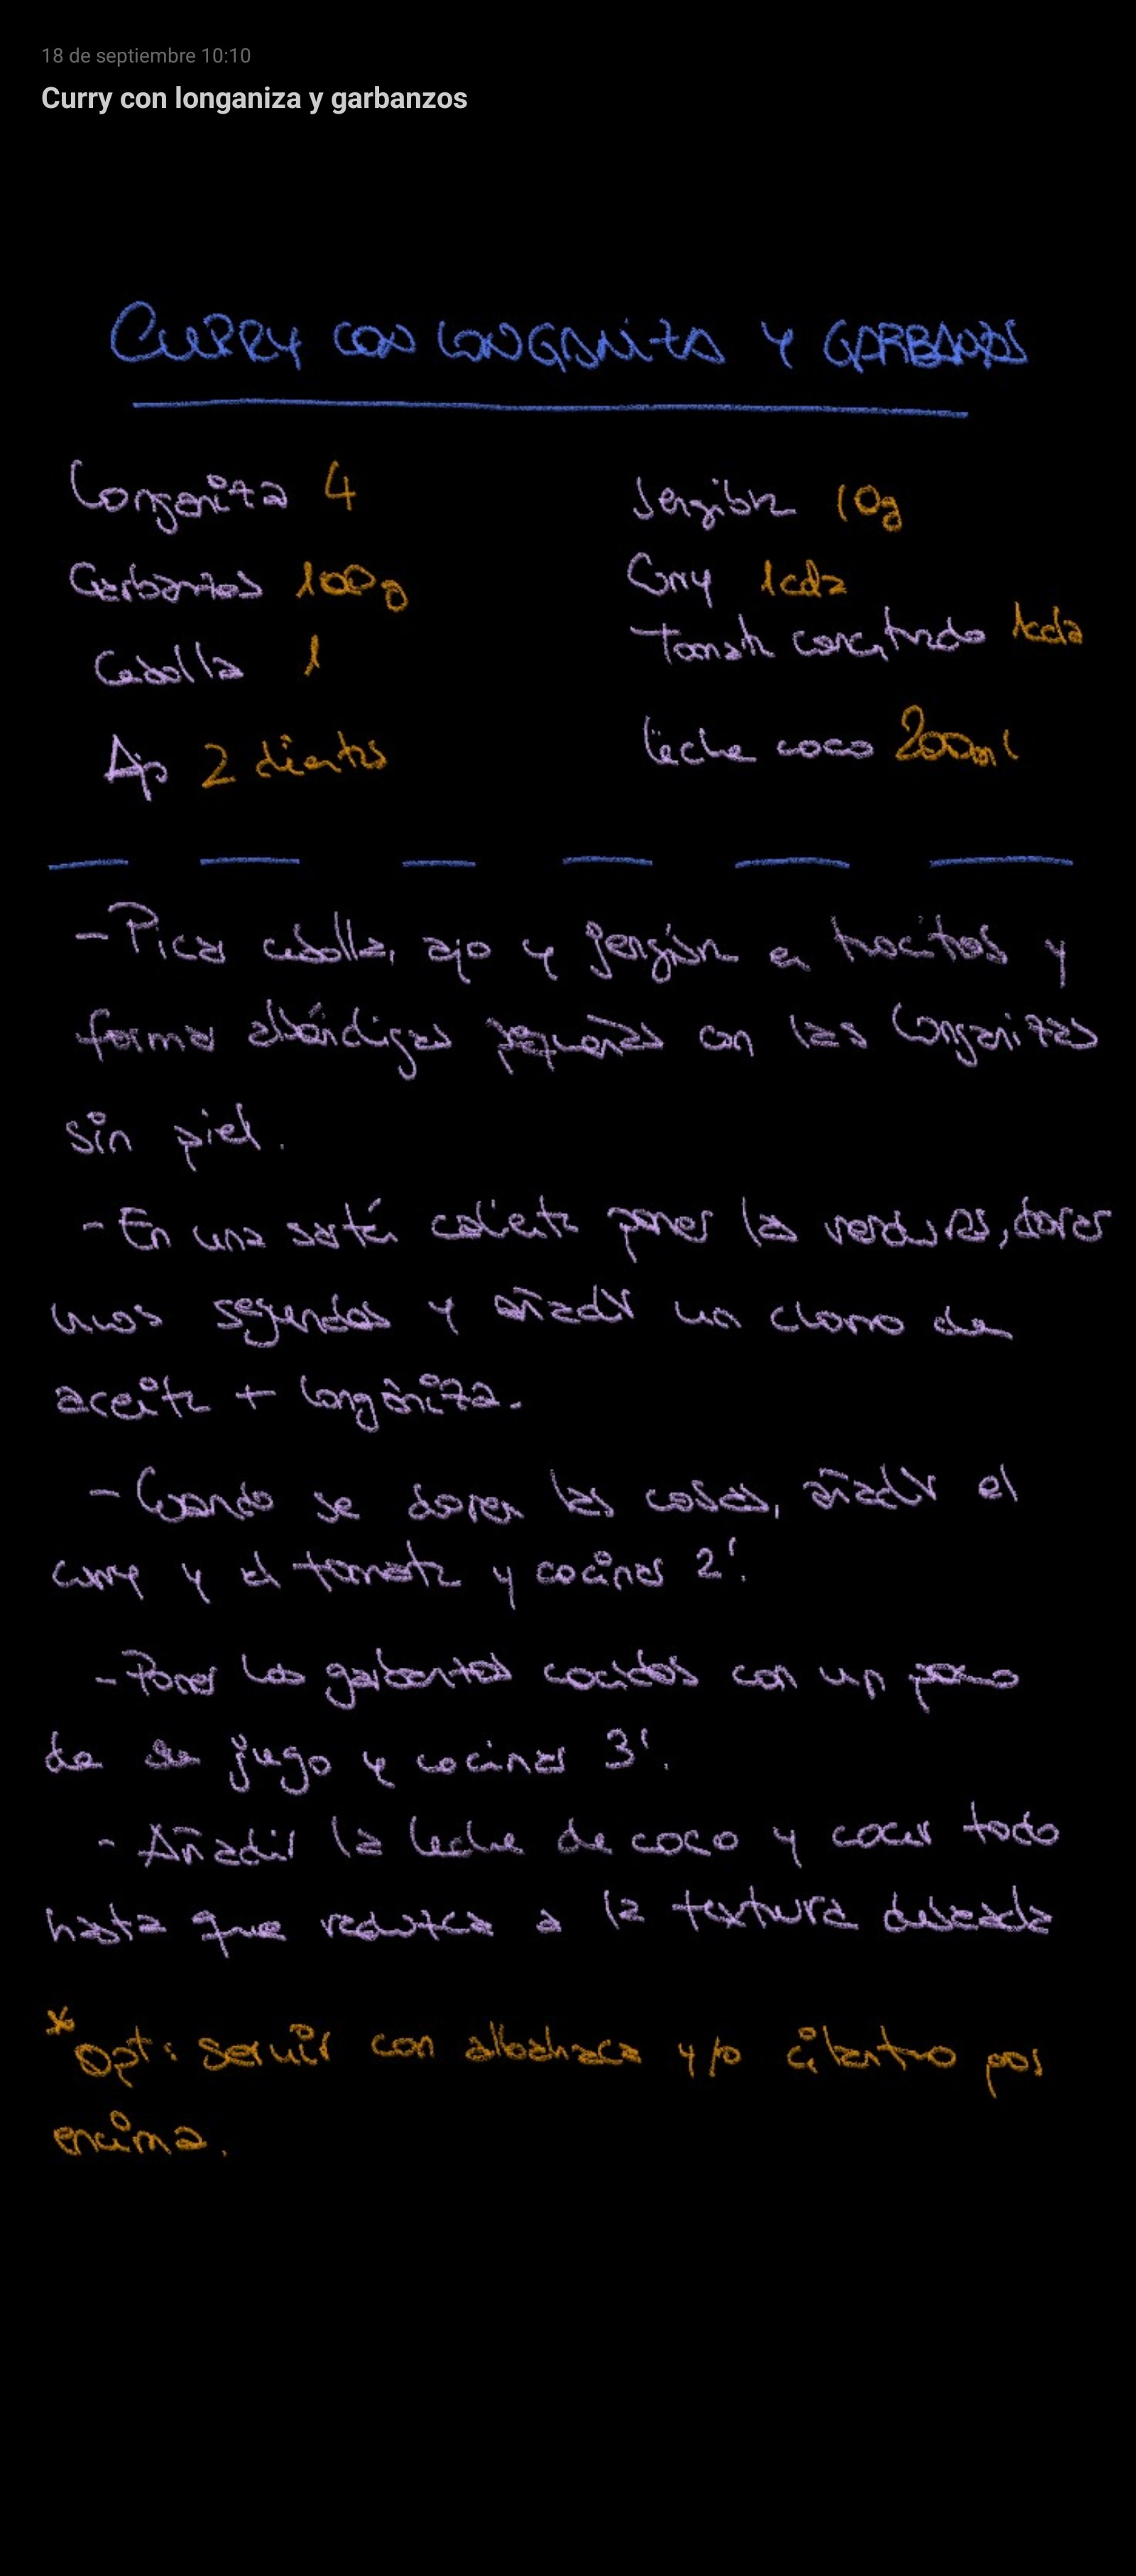 18 de septiembre 10:10
Curry con longaniza y garbanzos
CURRY CON LONGANIZA Y GARBANZOS
Longaniza 4
Jengibre 10g
Garbanzos 100g
Curry 1cda
Cebolla 1
Tomate concentrado 1cda
Ajo 2 dientes
Leche coco 200ml
- Picar cebolla, ajo y jengibre en trocitos y
formar albóndigas pequeñas con las longanizas
sin piel.
- En una sartén caliente poner las verduras, dorar
unos segundos y añadir un chorro de
aceite + longaniza.
- Cuando se doren las cosas, añadir el
curry y el tomate y cocinar 2'.
- Poner los garbanzos cocidos con un poco
de su jugo y cocinar 3'.
- Añadir la leche de coco y cocer todo
hasta que reduzca a la textura deseada
* Opt: servir con albahaca y/o cilantro por
encima.